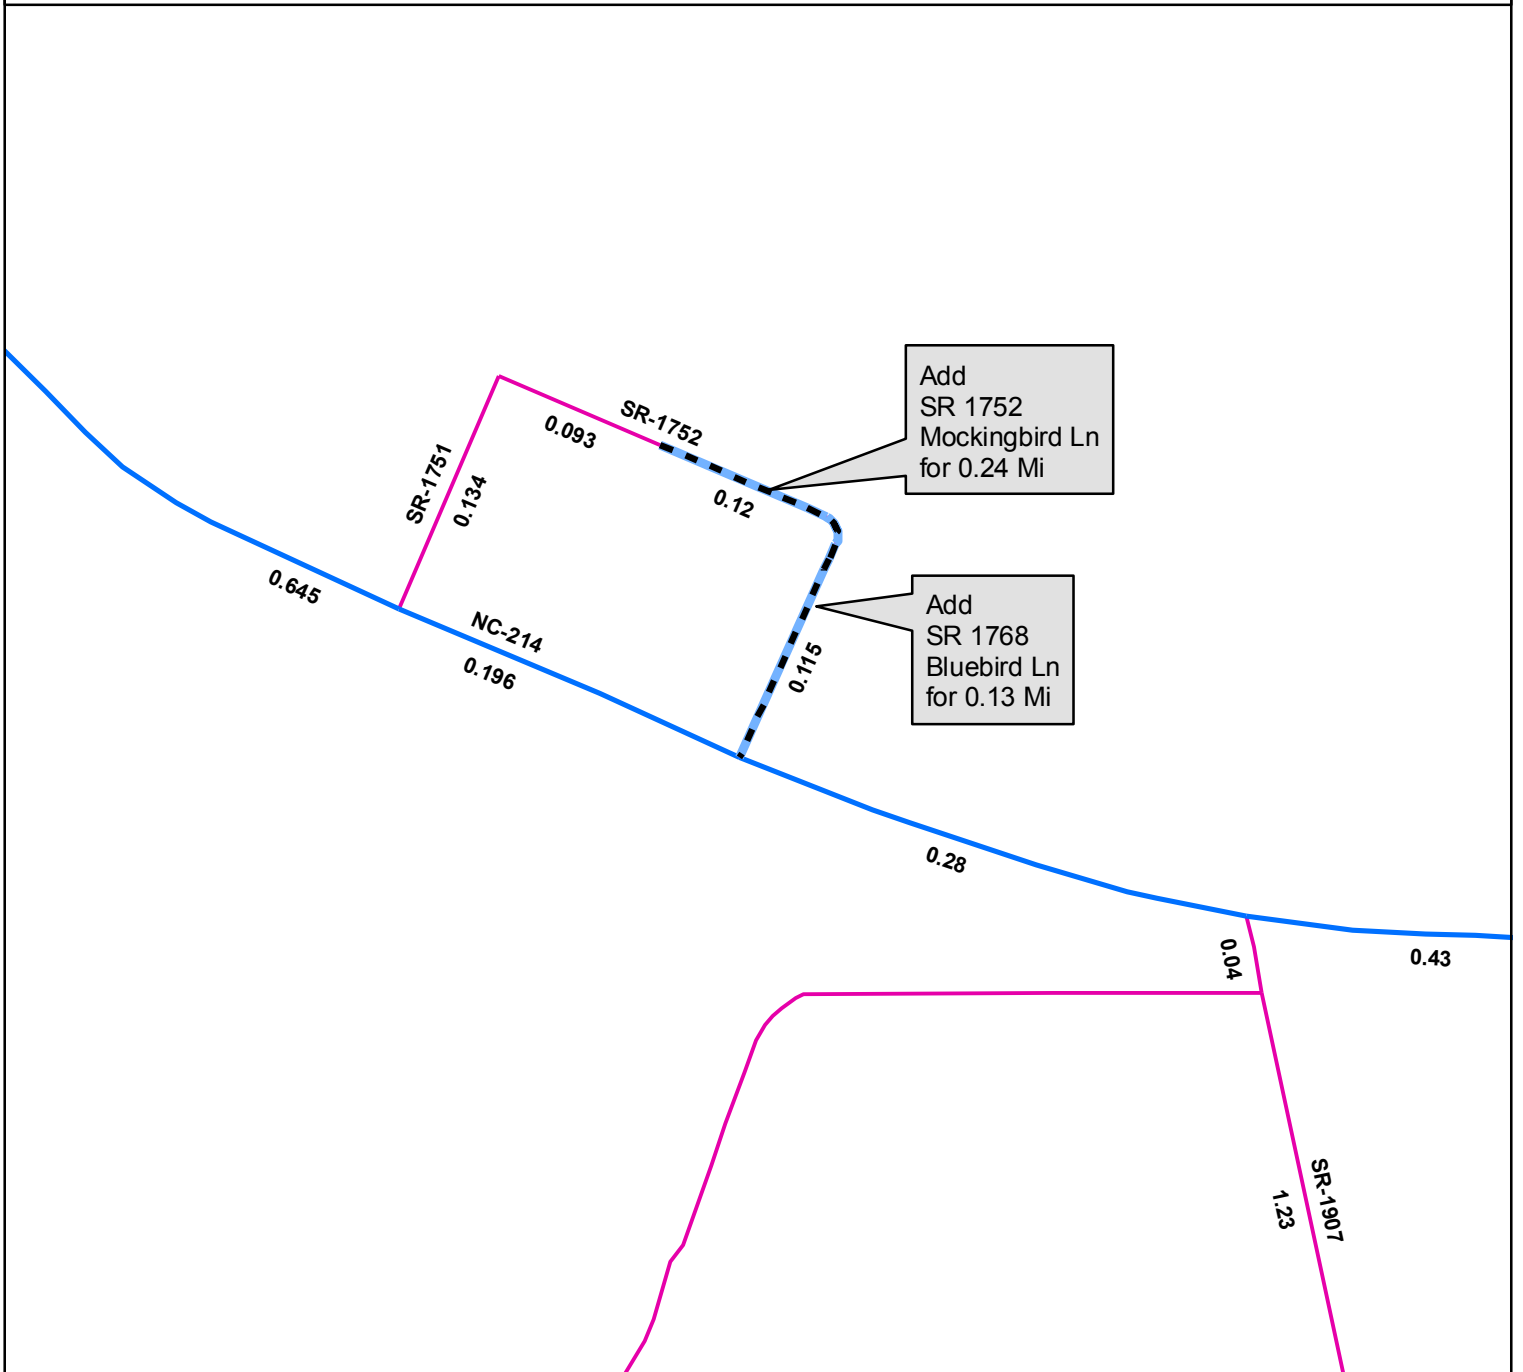 Add
SR 1752
Mockingbird Ln
for 0.24 Mi
SR-1752
0.093
SR-1751
0.134
0.12
Add
SR 1768
Bluebird Ln
for 0.13 Mi
0.645
NC-214
0.196
0.115
0.28
0.04
0.43
SR-1907
1.23